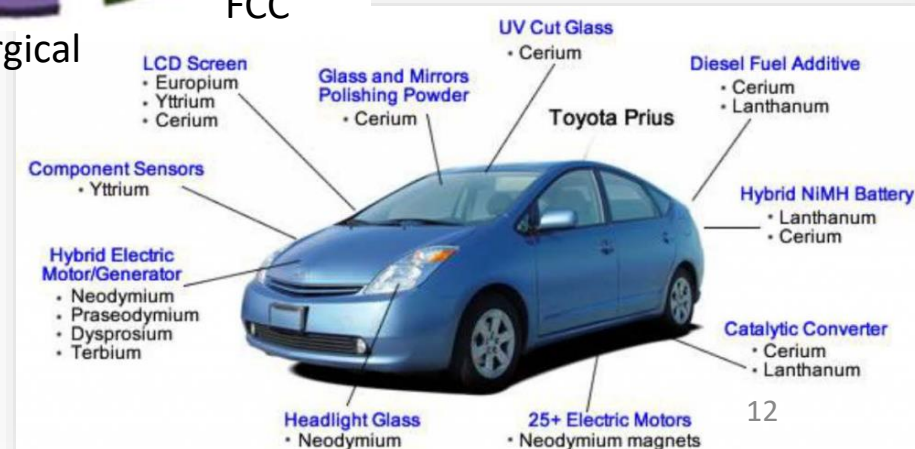 FCC
rgical
UV Cut Glass
• Cerium
LCD Screen
• Europium
• Yttrium
• Cerium
Glass and Mirrors
Polishing Powder
• Cerium
Diesel Fuel Additive
• Cerium
• Lanthanum
Toyota Prius
Component Sensors
• Yttrium
Hybrid NiMH Battery
• Lanthanum
• Cerium
Hybrid Electric
Motor/Generator
• Neodymium
• Praseodymium
• Dysprosium
• Terbium
Catalytic Converter
• Cerium
• Lanthanum
Headlight Glass
• Neodymium
25+ Electric Motors
• Neodymium magnets
12